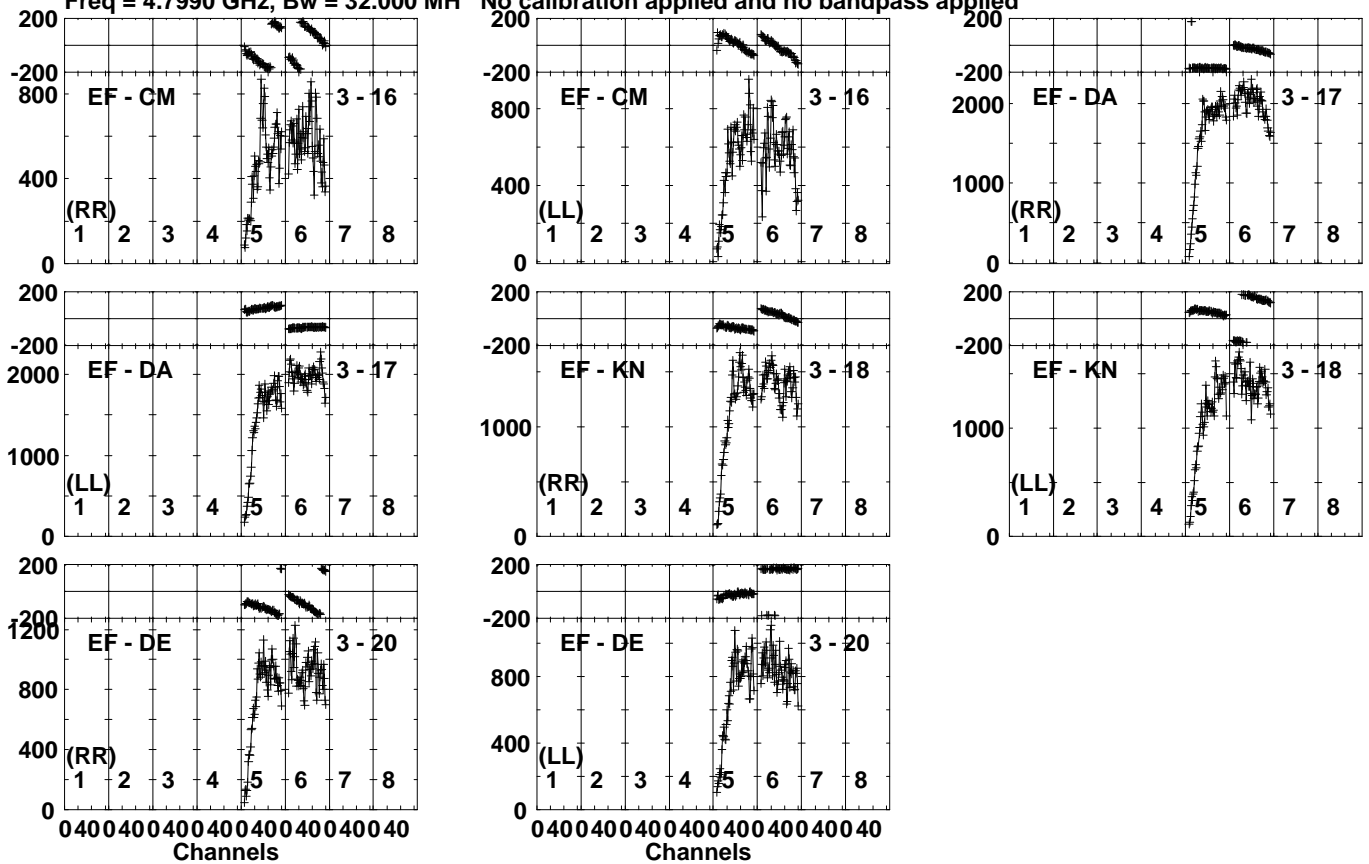 Freq = 4.7990 GHz, Bw = 32.000 MH No calibration applied and no bandpass applied
200
-200
800
400
0
EF - CM 3 - 16
(RR)
1 2 3 4 5 6 7 8
200
-200
800
400
0
EF - CM 3 - 16
(LL)
1 2 3 4 5 6 7 8
200
-200
2000
1000
0
EF - DA 3 - 17
(RR)
1 2 3 4 5 6 7 8
200
-200
2000
1000
0
EF - DA 3 - 17
(LL)
1 2 3 4 5 6 7 8
200
-200
1000
0
EF - KN 3 - 18
(RR)
1 2 3 4 5 6 7 8
200
-200
1000
0
EF - KN 3 - 18
(LL)
1 2 3 4 5 6 7 8
200
-200
1200
800
400
0
EF - DE 3 - 20
(RR)
1 2 3 4 5 6 7 8
0 40 0 40 0 40 0 40 0 40 0 40 0 40 0 40
Channels
200
-200
800
400
0
EF - DE 3 - 20
(LL)
1 2 3 4 5 6 7 8
0 40 0 40 0 40 0 40 0 40 0 40 0 40 0 40
Channels